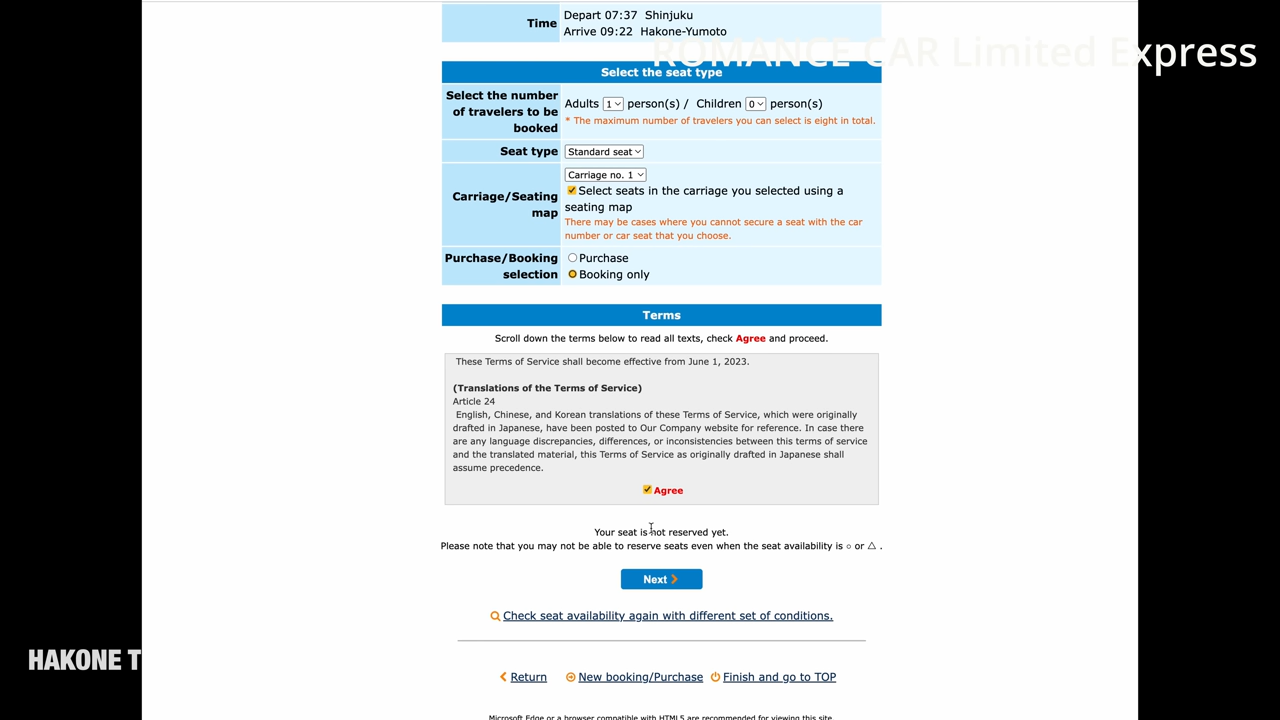 Time
Depart 07:37 Shinjuku
Arrive 09:22 Hakone-Yumoto
ROMANCE CAR Limited Express
Select the seat type
Select the number
of travelers to be
booked
Adults 1 person(s) / Children 0 person(s)
* The maximum number of travelers you can select is eight in total.
Seat type
Standard seat
Carriage/Seating
map
Carriage no. 1
Select seats in the carriage you selected using a
seating map
There may be cases where you cannot secure a seat with the car
number or car seat that you choose.
Purchase/Booking
selection
Purchase
Booking only
Terms
Scroll down the terms below to read all texts, check Agree and proceed.
These Terms of Service shall become effective from June 1, 2023.
(Translations of the Terms of Service)
Article 24
English, Chinese, and Korean translations of these Terms of Service, which were originally
drafted in Japanese, have been posted to Our Company website for reference. In case there
are any language discrepancies, differences, or inconsistencies between this terms of service
and the translated material, this Terms of Service as originally drafted in Japanese shall
assume precedence.
Agree
Your seat is not reserved yet.
Please note that you may not be able to reserve seats even when the seat availability is ○ or △ .
Next
Check seat availability again with different set of conditions.
HAKONE T
Return
New booking/Purchase
Finish and go to TOP
Microsoft Edge or a browser compatible with HTML5 are recommended for viewing this site.